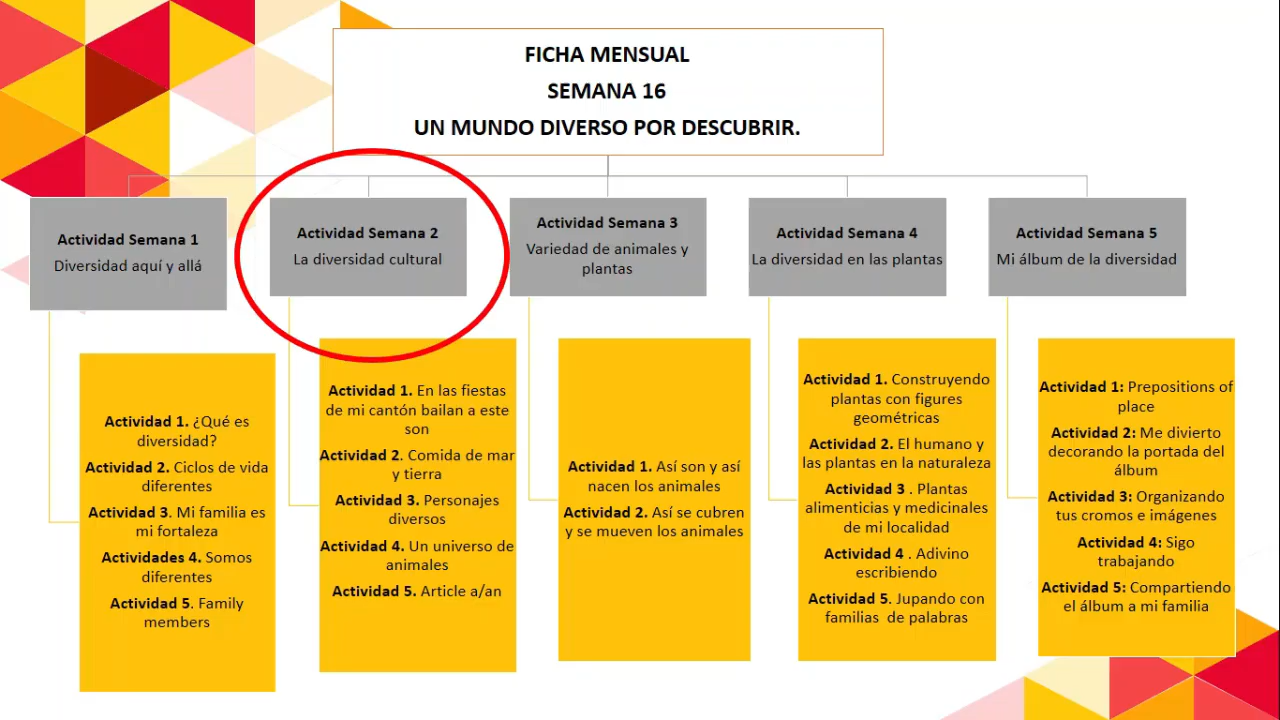 FICHA MENSUAL
SEMANA 16
UN MUNDO DIVERSO POR DESCUBRIR.
Actividad Semana 1
Diversidad aquí y allá
Actividad 1. ¿Qué es
diversidad?
Actividad 2. Ciclos de vida
diferentes
Actividad 3. Mi familia es
mi fortaleza
Actividades 4. Somos
diferentes
Actividad 5. Family
members
Actividad Semana 2
La diversidad cultural
Actividad 1. En las fiestas
de mi cantón bailan a este
son
Actividad 2. Comida de mar
y tierra
Actividad 3. Personajes
diversos
Actividad 4. Un universo de
animales
Actividad 5. Article a/an
Actividad Semana 3
Variedad de animales y
plantas
Actividad 1. Así son y así
nacen los animales
Actividad 2. Así se cubren
y se mueven los animales
Actividad Semana 4
La diversidad en las plantas
Actividad 1. Construyendo
plantas con figures
geométricas
Actividad 2. El humano y
las plantas en la naturaleza
Actividad 3 . Plantas
alimenticias y medicinales
de mi localidad
Actividad 4 . Adivino
escribiendo
Actividad 5. Jupando con
familias de palabras
Actividad Semana 5
Mi álbum de la diversidad
Actividad 1: Prepositions of
place
Actividad 2: Me divierto
decorando la portada del
álbum
Actividad 3: Organizando
tus cromos e imágenes
Actividad 4: Sigo
trabajando
Actividad 5: Compartiendo
el álbum a mi familia